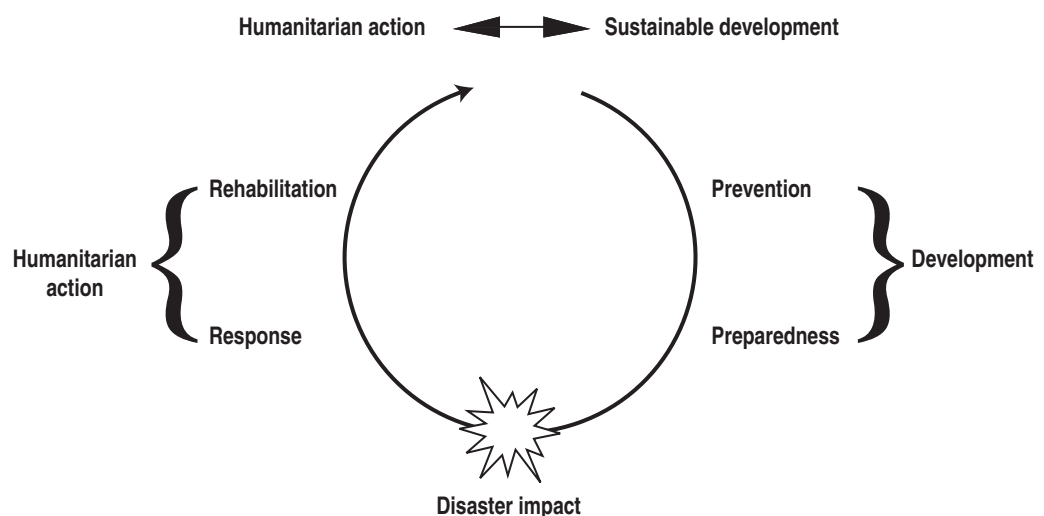 Humanitarian action
Sustainable development
Rehabilitation
Prevention
Humanitarian
action
Development
Response
Preparedness
Disaster impact